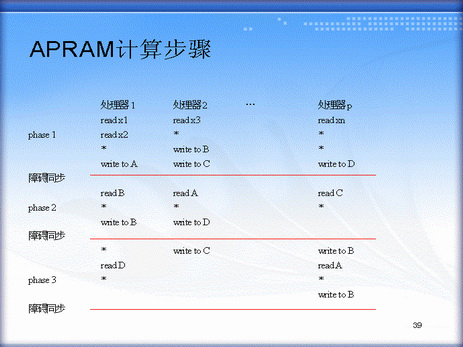 APRAM计算步骤
处理器1 处理器2 … 处理器p
read x1 read x3 read xn
phase 1 read x2 * *
* write to B *
write to A write to C write to D
障碍同步
read B read A read C
phase 2 * * *
write to B write to D
障碍同步
* write to C write to B
read D read A
phase 3 * *
write to B
障碍同步
39